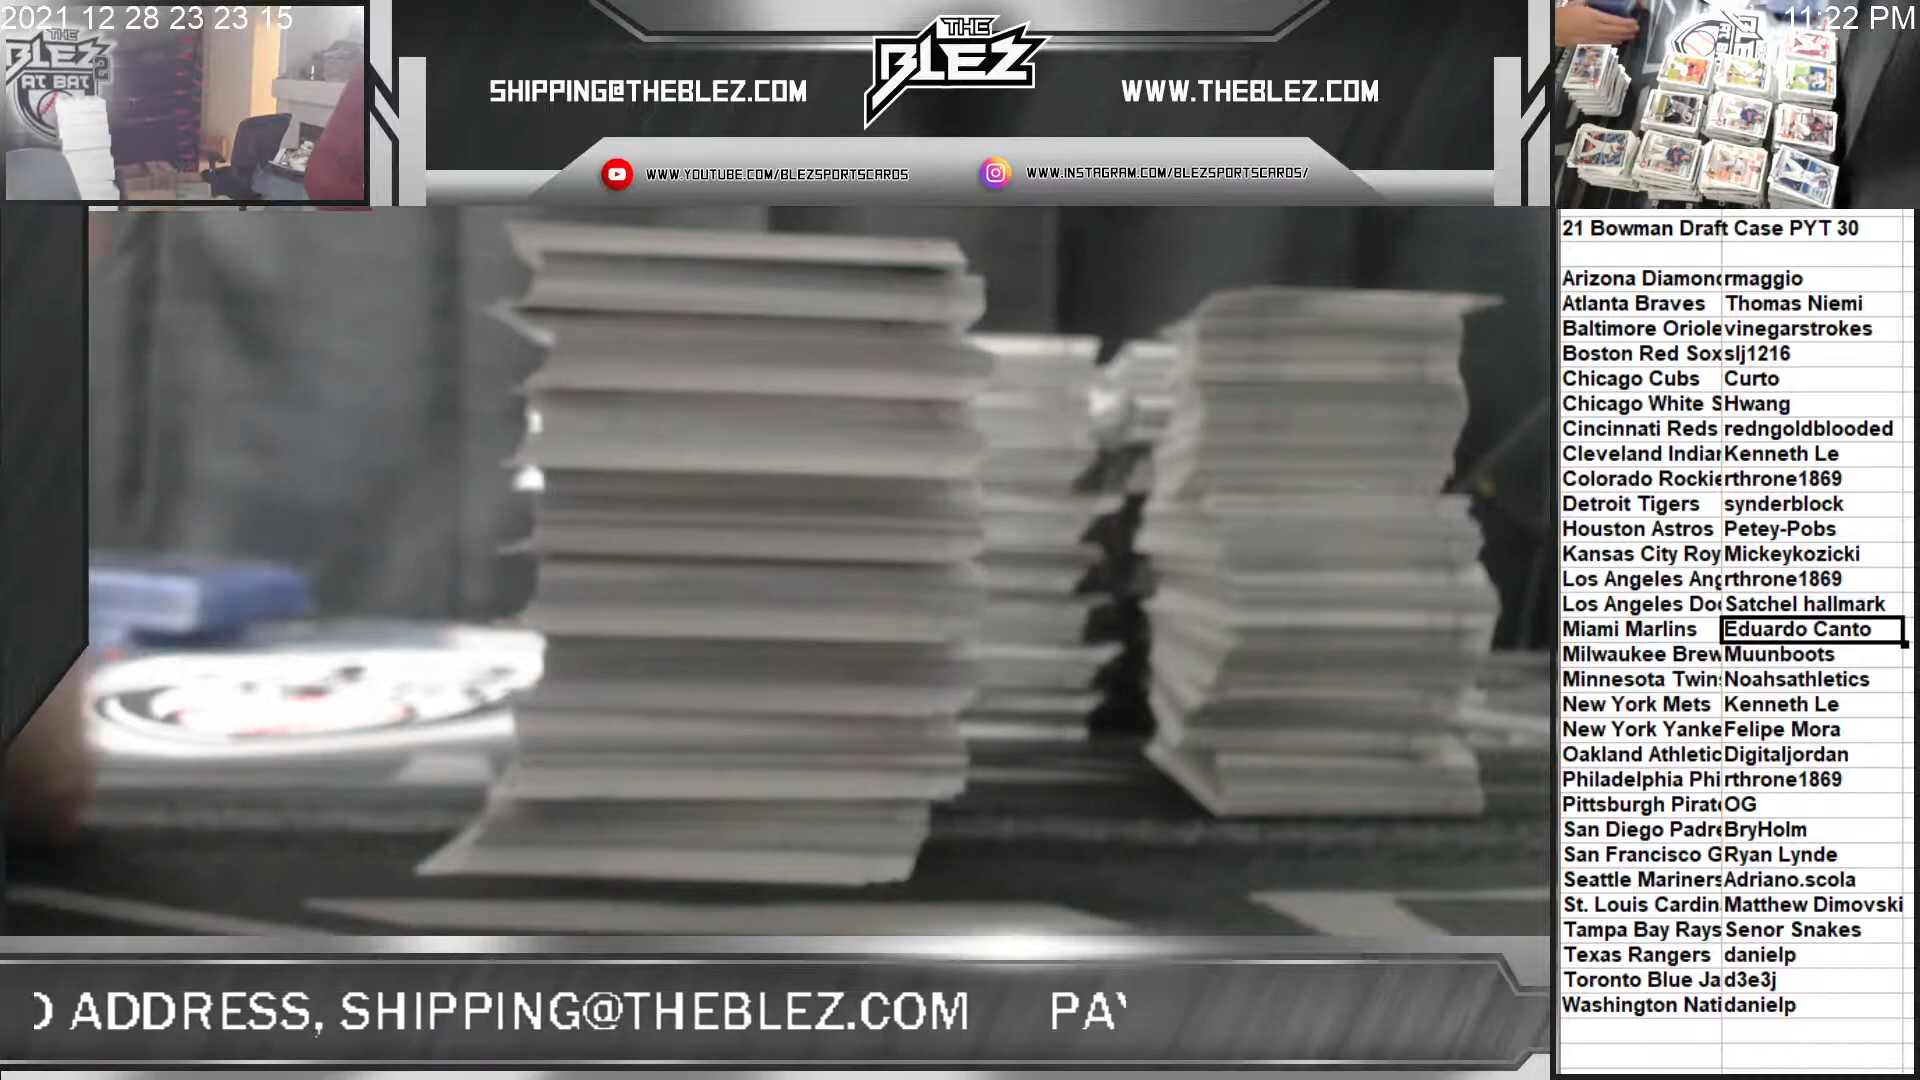 2021 12 28 23 23 15
THE
BLEZ
AT BAT
SHIPPING@THEBLEZ.COM
THE
BLEZ
WWW.THEBLEZ.COM
WWW.YOUTUBE.COM/BLEZSPORTSCARDS
WWW.INSTAGRAM.COM/BLEZSPORTSCARDS/
11:22 PM
21 Bowman Draft Case PYT 30
Arizona Diamond rmaggio
Atlanta Braves Thomas Niemi
Baltimore Oriole vinegarstrokes
Boston Red Sox slj1216
Chicago Cubs Curto
Chicago White S Hwang
Cincinnati Reds redngoldblooded
Cleveland Indian Kenneth Le
Colorado Rockie rthrone1869
Detroit Tigers synderblock
Houston Astros Petey-Pobs
Kansas City Roy Mickeykozicki
Los Angeles Ang rthrone1869
Los Angeles Do Satchel hallmark
Miami Marlins Eduardo Canto
Milwaukee Brew Muunboots
Minnesota Twins Noahsathletics
New York Mets Kenneth Le
New York Yanke Felipe Mora
Oakland Athletic Digitaljordan
Philadelphia Phi rthrone1869
Pittsburgh Pirat OG
San Diego Padre BryHolm
San Francisco G Ryan Lynde
Seattle Mariners Adriano.scola
St. Louis Cardin Matthew Dimovski
Tampa Bay Rays Senor Snakes
Texas Rangers danielp
Toronto Blue Ja d3e3j
Washington Nati danielp
ADDRESS, SHIPPING@THEBLEZ.COM PAY